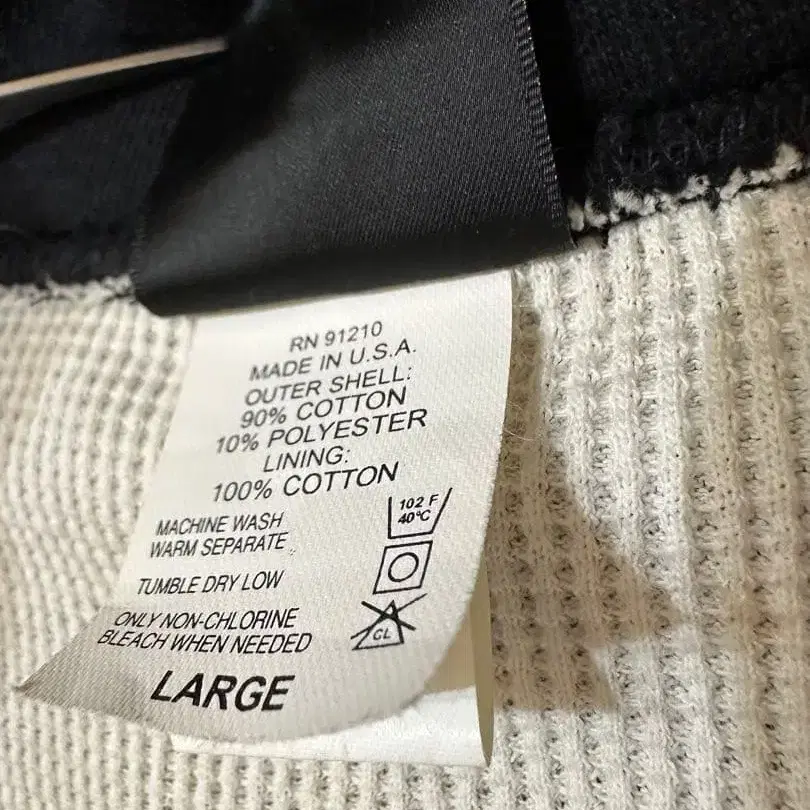 RN 91210
MADE IN U.S.A.
OUTER SHELL:
90% COTTON
10% POLYESTER
LINING:
100% COTTON
MACHINE WASH
WARM SEPARATE
102 F
40°C
TUMBLE DRY LOW
ONLY NON-CHLORINE
BLEACH WHEN NEEDED
CL
LARGE